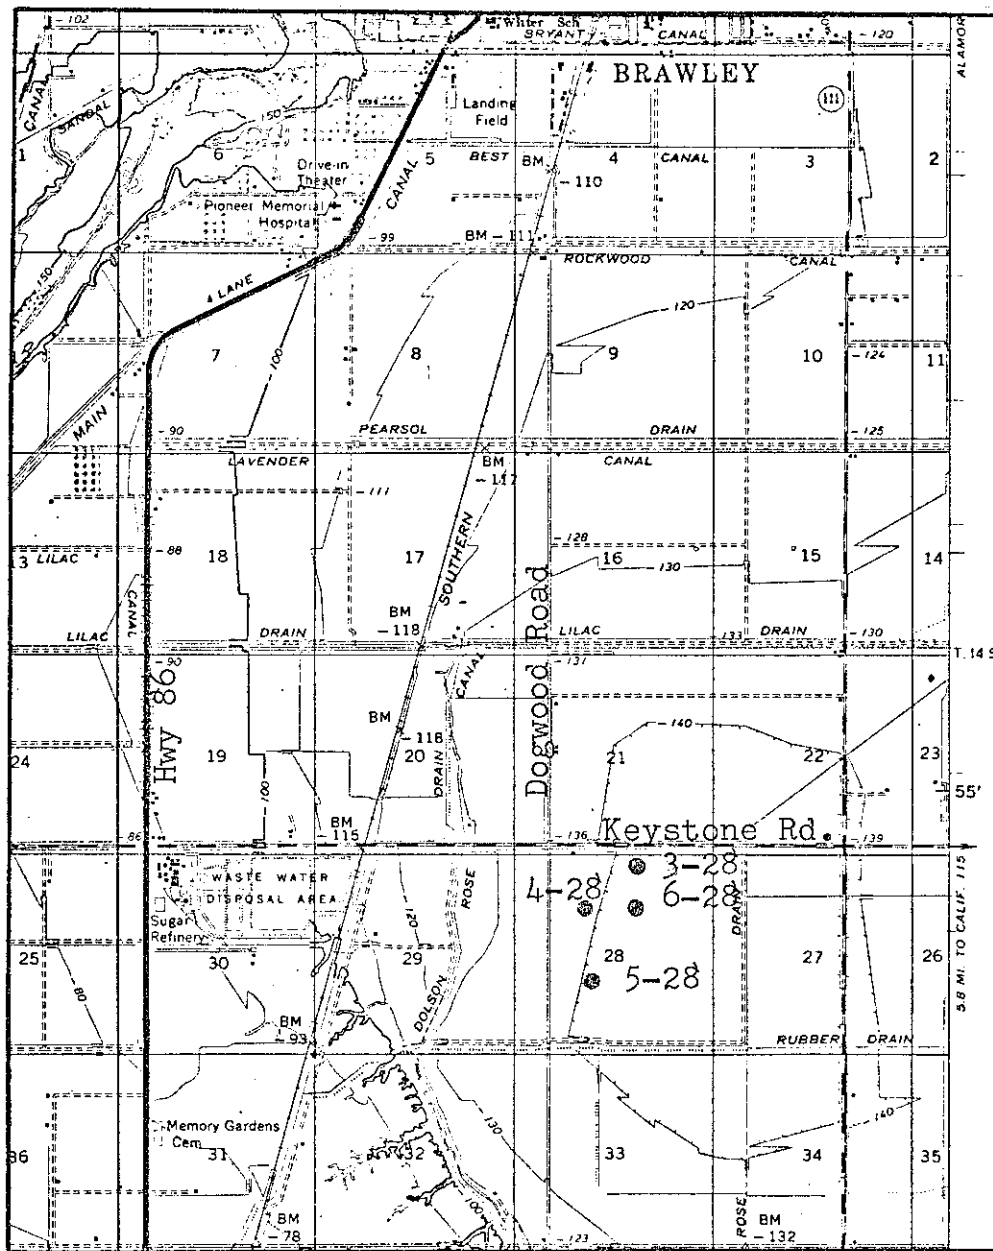 - 102
Witter Sch
BRYANT CANAL
- 120
ALAMOR
BRAWLEY
111
CANAL
SANDAL
150
Landing
Field
1
6
5
BEST
BM
4
CANAL
3
2
Drive-in
Theater
CANAL
- 110
Pioneer Memorial
Hospital
- 99
BM - 111
ROCKWOOD CANAL
150
4 LANE
- 120 -
7
100
8
9
10
- 124
11
MAIN
- 90
PEARSOL DRAIN
- 125
LAVENDER
BM
- 117
CANAL
- 111
13
LILAC
- 88
18
17
SOUTHERN
- 128
16
- 130
15
14
CANAL
BM
- 118
Dogwood Road
LILAC
DRAIN
LILAC
- 133
DRAIN
- 130
- 90
CANAL
- 131
T. 14 S
Hwy 86
BM
- 118
- 140
24
19
20
21
22
23
100
DRAIN
55'
- 86
BM
- 115
- 136
Keystone Rd
- 139
WASTE WATER
DISPOSAL AREA
120
ROSE
3-28
4-28
6-28
DRAIN
Sugar
Refinery
25
30
29
28
27
26
5-28
5.8 MI. TO CALIF. 115
- 80
DOLSON
BM
- 93
RUBBER DRAIN
Memory Gardens
Cem
130
140
36
31
32
33
34
35
100
ROSE
BM
- 78
- 123
BM
- 132